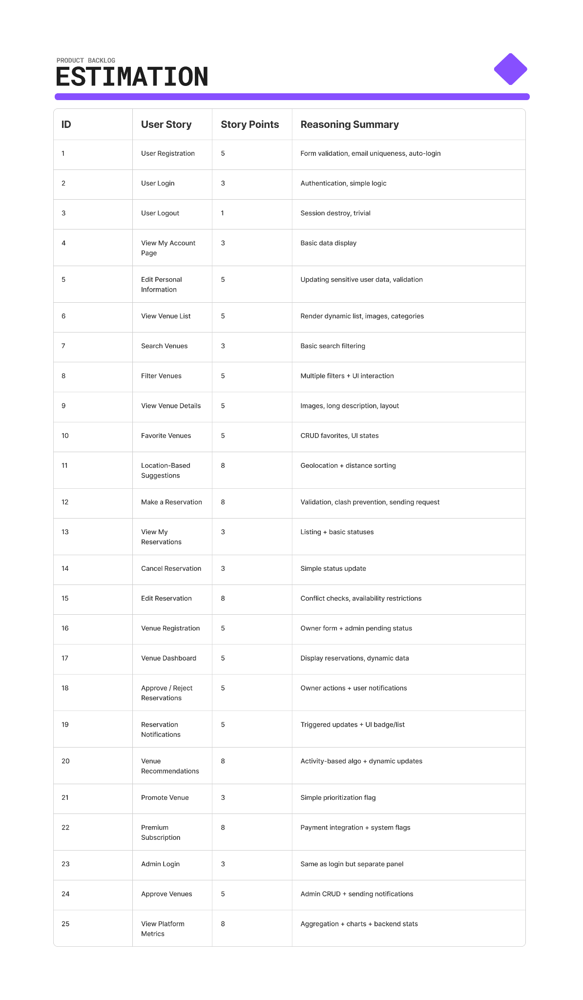 PRODUCT BACKLOG
ESTIMATION
ID User Story Story Points Reasoning Summary
1 User Registration 5 Form validation, email uniqueness, auto-login
2 User Login 3 Authentication, simple logic
3 User Logout 1 Session destroy, trivial
4 View My Account 3 Basic data display
Page
5 Edit Personal 5 Updating sensitive user data, validation
Information
6 View Venue List 5 Render dynamic list, images, categories
7 Search Venues 3 Basic search filtering
8 Filter Venues 5 Multiple filters + UI interaction
9 View Venue Details 5 Images, long description, layout
10 Favorite Venues 5 CRUD favorites, UI states
11 Location-Based 8 Geolocation + distance sorting
Suggestions
12 Make a Reservation 8 Validation, clash prevention, sending request
13 View My 3 Listing + basic statuses
Reservations
14 Cancel Reservation 3 Simple status update
15 Edit Reservation 8 Conflict checks, availability restrictions
16 Venue Registration 5 Owner form + admin pending status
17 Venue Dashboard 5 Display reservations, dynamic data
18 Approve / Reject 5 Owner actions + user notifications
Reservations
19 Reservation 5 Triggered updates + UI badge/list
Notifications
20 Venue 8 Activity-based algo + dynamic updates
Recommendations
21 Promote Venue 3 Simple prioritization flag
22 Premium 8 Payment integration + system flags
Subscription
23 Admin Login 3 Same as login but separate panel
24 Approve Venues 5 Admin CRUD + sending notifications
25 View Platform 8 Aggregation + charts + backend stats
Metrics